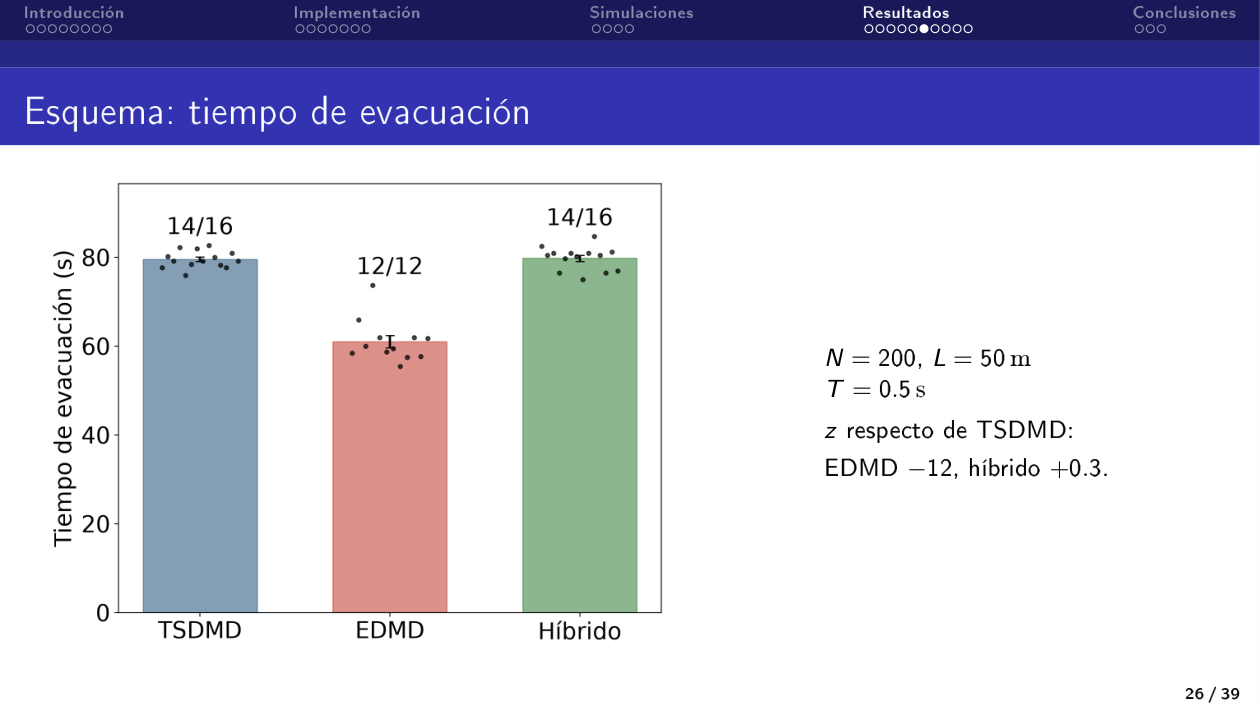 Introducción
Implementación
Simulaciones
Resultados
Conclusiones
Esquema: tiempo de evacuación
Tiempo de evacuación (s)
80
60
40
20
0
14/16
12/12
14/16
TSDMD
EDMD
Híbrido
N = 200, L = 50 m
T = 0.5 s
z respecto de TSDMD:
EDMD −12, híbrido +0.3.
26 / 39